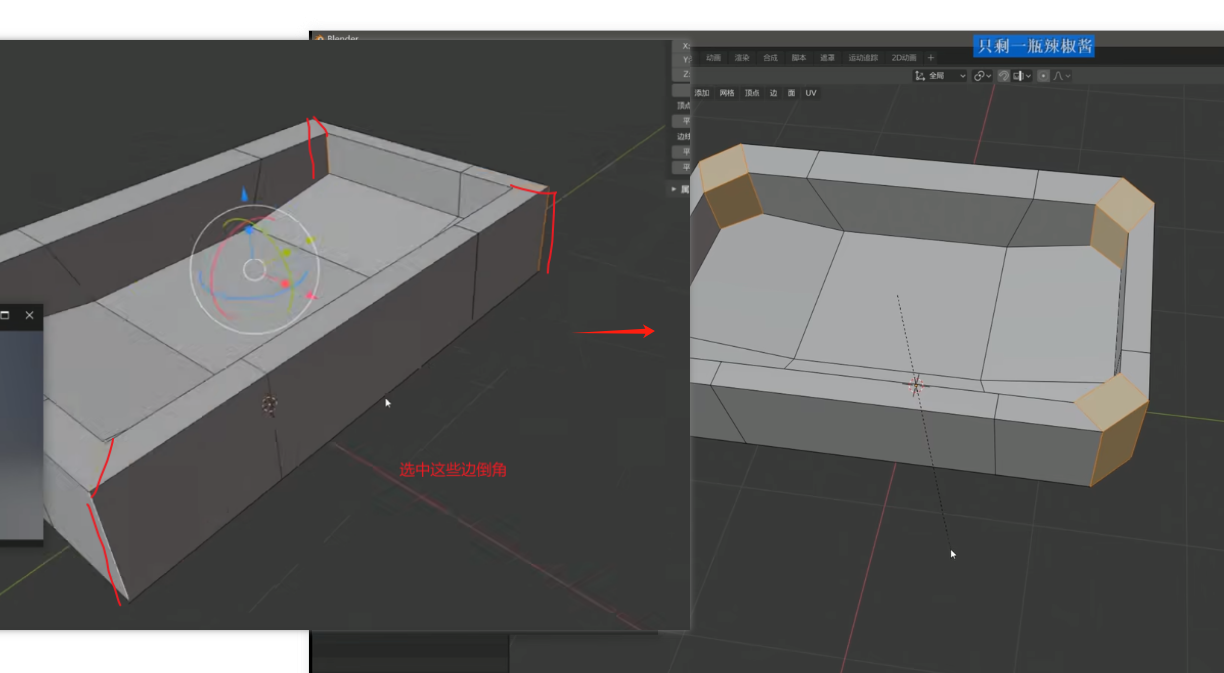 Blender
只剩一瓶辣椒酱
X:
Y:
Z:
动画 渲染 合成 脚本 遮罩 运动追踪 2D动画 +
全局
添加 网格 顶点 边 面 UV
顶点
平
边线
平
平
选中这些边倒角